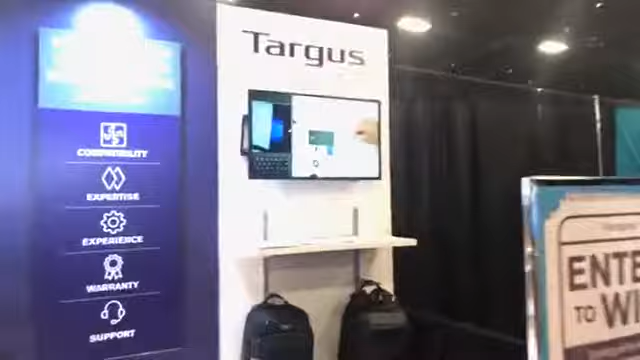 Targus
COMPATIBILITY
EXPERTISE
EXPERIENCE
WARRANTY
SUPPORT
ENTE
TO WI